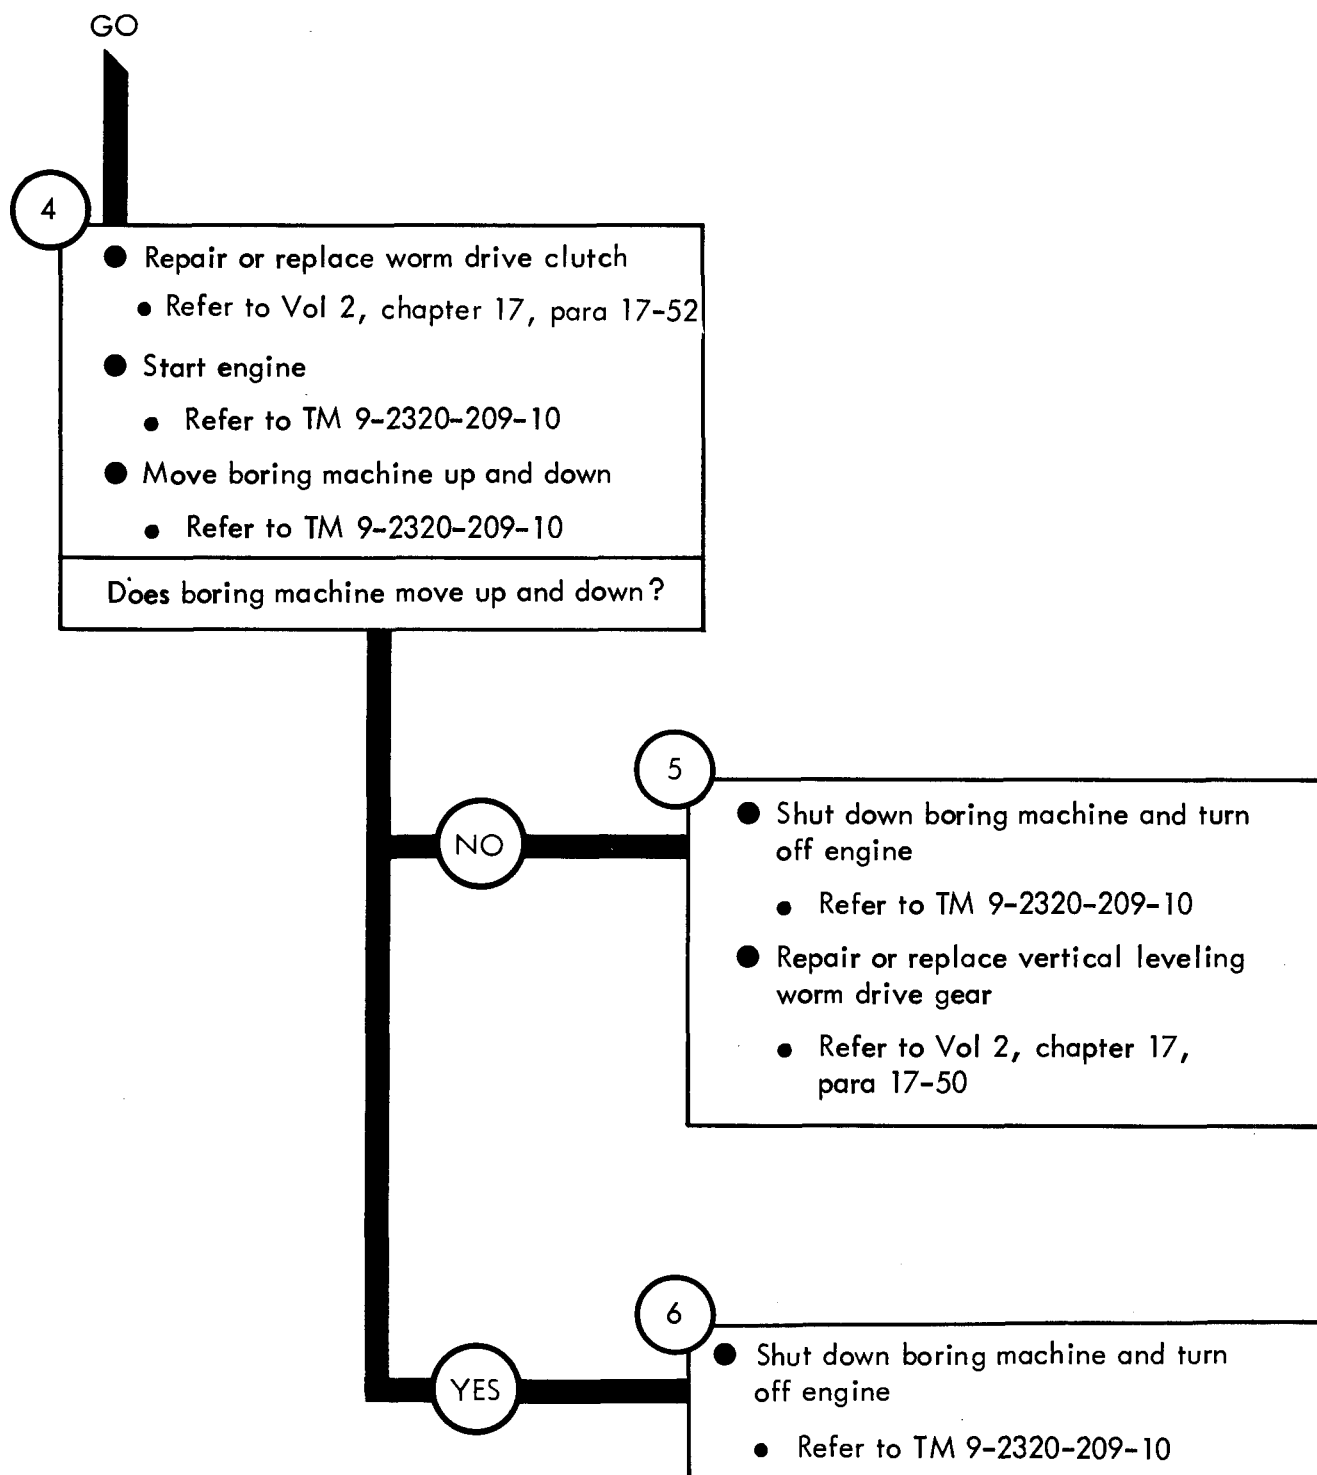 GO
4
● Repair or replace worm drive clutch
● Refer to Vol 2, chapter 17, para 17-52
● Start engine
● Refer to TM 9-2320-209-10
● Move boring machine up and down
● Refer to TM 9-2320-209-10
Does boring machine move up and down?
NO
5
● Shut down boring machine and turn
off engine
● Refer to TM 9-2320-209-10
● Repair or replace vertical leveling
worm drive gear
● Refer to Vol 2, chapter 17,
para 17-50
YES
6
● Shut down boring machine and turn
off engine
● Refer to TM 9-2320-209-10